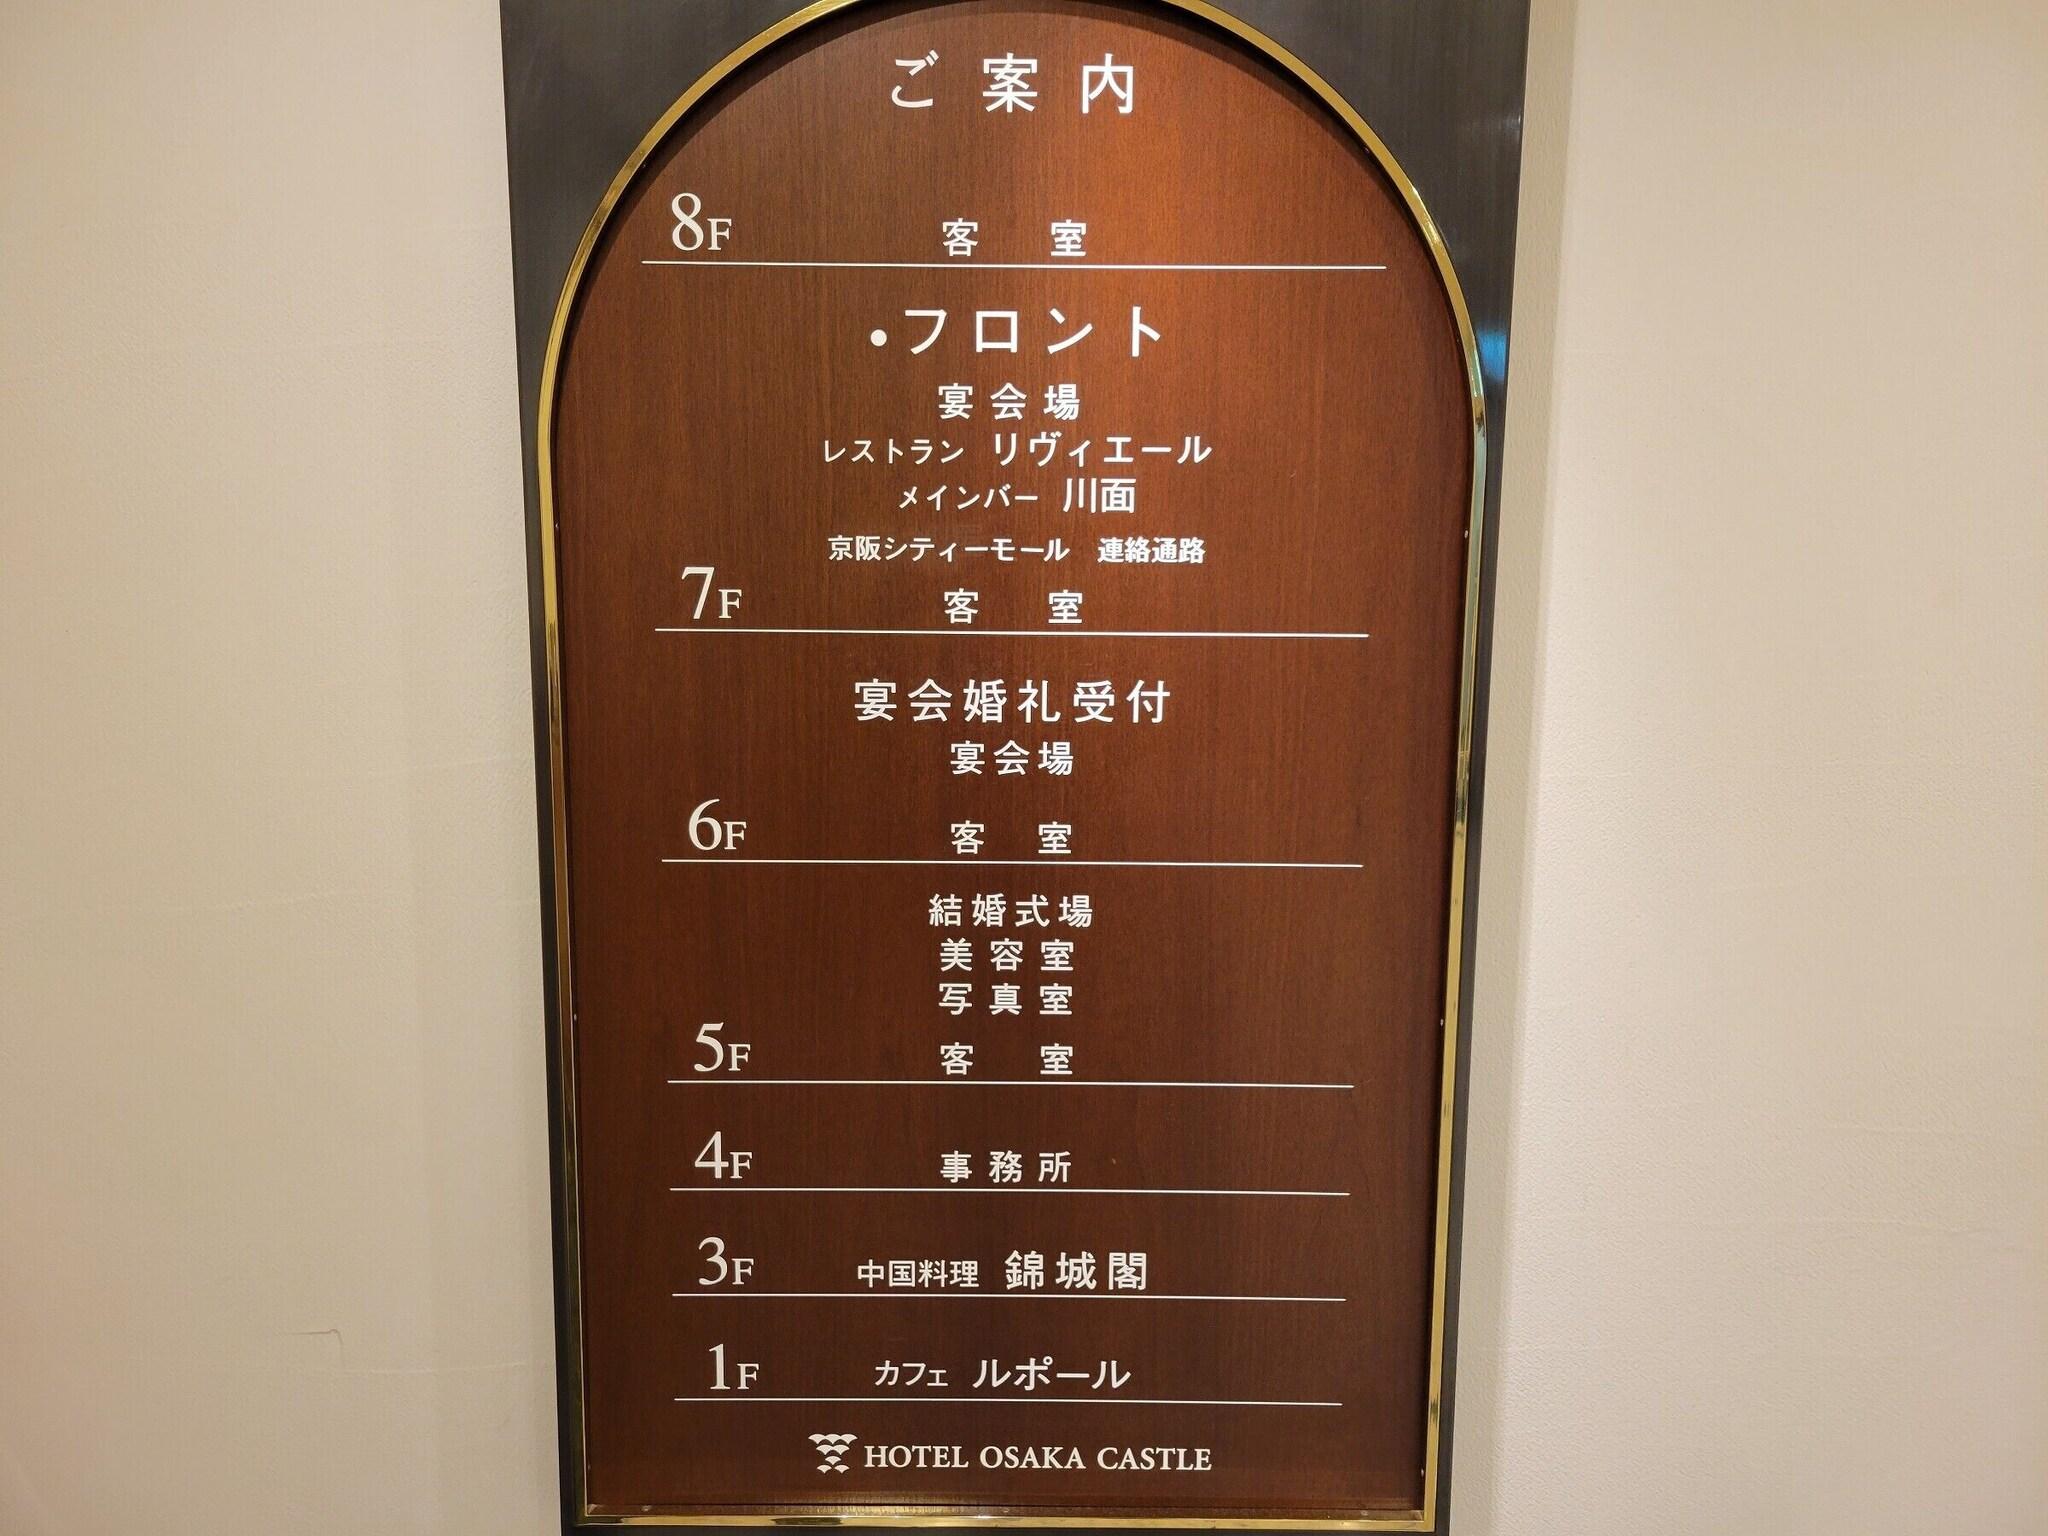 ご案内
8F 客室
•フロント
宴会場
レストラン リヴィエール
メインバー 川面
京阪シティーモール 連絡通路
7F 客室
宴会婚礼受付
宴会場
6F 客室
結婚式場
美容室
写真室
5F 客室
4F 事務所
3F 中国料理 錦城閣
1F カフェ ルポール
HOTEL OSAKA CASTLE